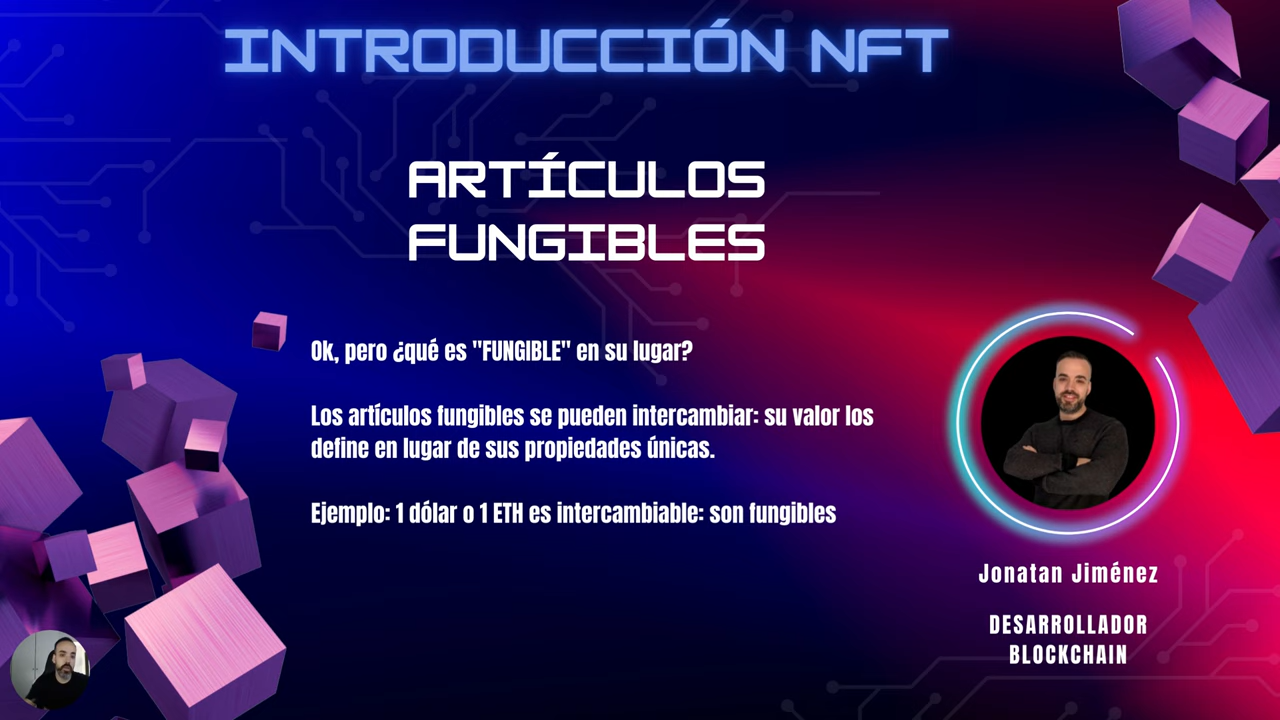 INTRODUCCIÓN NFT
ARTÍCULOS
FUNGIBLES
Ok, pero ¿qué es "FUNGIBLE" en su lugar?
Los artículos fungibles se pueden intercambiar: su valor los
define en lugar de sus propiedades únicas.
Ejemplo: 1 dólar o 1 ETH es intercambiable: son fungibles
Jonatan Jiménez
DESARROLLADOR
BLOCKCHAIN